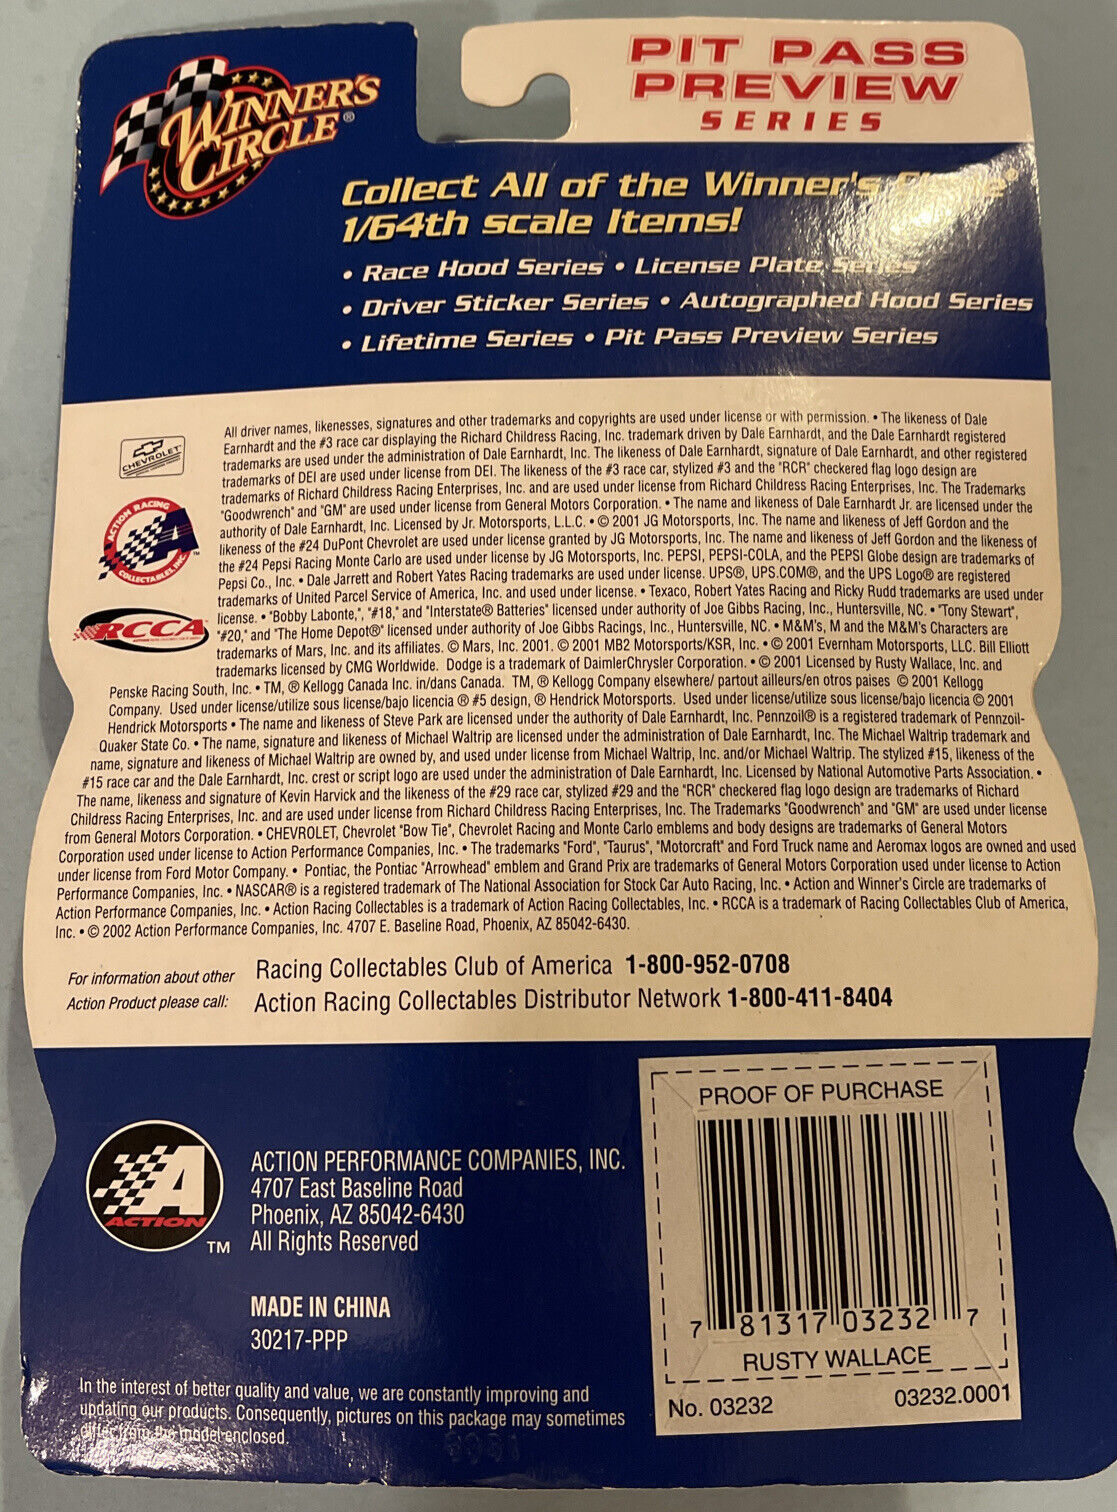 WINNER'S
CIRCLE®
PIT PASS
PREVIEW
SERIES
Collect All of the Winner's Circle®
1/64th scale Items!
• Race Hood Series • License Plate Series
• Driver Sticker Series • Autographed Hood Series
• Lifetime Series • Pit Pass Preview Series
CHEVROLET
ACTION RACING
COLLECTABLES, INC.
TM
RCCA
All driver names, likenesses, signatures and other trademarks and copyrights are used under license or with permission. • The likeness of Dale
Earnhardt and the #3 race car displaying the Richard Childress Racing, Inc. trademark driven by Dale Earnhardt, and the Dale Earnhardt registered
trademarks are used under the administration of Dale Earnhardt, Inc. The likeness of Dale Earnhardt, signature of Dale Earnhardt, and other registered
trademarks of DEI are used under license from DEI. The likeness of the #3 race car, stylized #3 and the "RCR" checkered flag logo design are
trademarks of Richard Childress Racing Enterprises, Inc. and are used under license from Richard Childress Racing Enterprises, Inc. The Trademarks
"Goodwrench" and "GM" are used under license from General Motors Corporation. • The name and likeness of Dale Earnhardt Jr. are licensed under the
authority of Dale Earnhardt, Inc. Licensed by Jr. Motorsports, L.L.C. • © 2001 JG Motorsports, Inc. The name and likeness of Jeff Gordon and the
likeness of the #24 DuPont Chevrolet are used under license granted by JG Motorsports, Inc. The name and likeness of Jeff Gordon and the likeness of
the #24 Pepsi Racing Monte Carlo are used under license by JG Motorsports, Inc. PEPSI, PEPSI-COLA, and the PEPSI Globe design are trademarks of
Pepsi Co., Inc. • Dale Jarrett and Robert Yates Racing trademarks are used under license. UPS®, UPS.COM®, and the UPS Logo® are registered
trademarks of United Parcel Service of America, Inc. and used under license. • Texaco, Robert Yates Racing and Ricky Rudd trademarks are used under
license. • "Bobby Labonte,", "#18," and "Interstate® Batteries" licensed under authority of Joe Gibbs Racing, Inc., Huntersville, NC. • "Tony Stewart",
"#20," and "The Home Depot®" licensed under authority of Joe Gibbs Racings, Inc., Huntersville, NC. • M&M's, M and the M&M's Characters are
trademarks of Mars, Inc. and its affiliates. © Mars, Inc. 2001. © 2001 MB2 Motorsports/KSR, Inc. • © 2001 Evernham Motorsports, LLC. Bill Elliott
trademarks licensed by CMG Worldwide. Dodge is a trademark of DaimlerChrysler Corporation. • © 2001 Licensed by Rusty Wallace, Inc. and
Penske Racing South, Inc. • TM, ® Kellogg Canada Inc. in/dans Canada. TM, ® Kellogg Company elsewhere/ partout ailleurs/en otros paises © 2001 Kellogg
Company. Used under license/utilize sous license/bajo licencia ® #5 design, ® Hendrick Motorsports. Used under license/utilize sous license/bajo licencia © 2001
Hendrick Motorsports • The name and likeness of Steve Park are licensed under the authority of Dale Earnhardt, Inc. Pennzoil® is a registered trademark of Pennzoil-
Quaker State Co. • The name, signature and likeness of Michael Waltrip are licensed under the administration of Dale Earnhardt, Inc. The Michael Waltrip trademark and
name, signature and likeness of Michael Waltrip are owned by, and used under license from Michael Waltrip, Inc. and/or Michael Waltrip. The stylized #15, likeness of the
#15 race car and the Dale Earnhardt, Inc. crest or script logo are used under the administration of Dale Earnhardt, Inc. Licensed by National Automotive Parts Association. •
The name, likeness and signature of Kevin Harvick and the likeness of the #29 race car, stylized #29 and the "RCR" checkered flag logo design are trademarks of Richard
Childress Racing Enterprises, Inc. and are used under license from Richard Childress Racing Enterprises, Inc. The Trademarks "Goodwrench" and "GM" are used under license
from General Motors Corporation. • CHEVROLET, Chevrolet "Bow Tie", Chevrolet Racing and Monte Carlo emblems and body designs are trademarks of General Motors
Corporation used under license to Action Performance Companies, Inc. • The trademarks "Ford", "Taurus", "Motorcraft" and Ford Truck name and Aeromax logos are owned and used
under license from Ford Motor Company. • Pontiac, the Pontiac "Arrowhead" emblem and Grand Prix are trademarks of General Motors Corporation used under license to Action
Performance Companies, Inc. • NASCAR® is a registered trademark of The National Association for Stock Car Auto Racing, Inc. • Action and Winner's Circle are trademarks of
Action Performance Companies, Inc. • Action Racing Collectables is a trademark of Action Racing Collectables, Inc. • RCCA is a trademark of Racing Collectables Club of America,
Inc. • © 2002 Action Performance Companies, Inc. 4707 E. Baseline Road, Phoenix, AZ 85042-6430.
For information about other
Action Product please call:
Racing Collectables Club of America 1-800-952-0708
Action Racing Collectables Distributor Network 1-800-411-8404
A
ACTION
TM
ACTION PERFORMANCE COMPANIES, INC.
4707 East Baseline Road
Phoenix, AZ 85042-6430
All Rights Reserved
MADE IN CHINA
30217-PPP
In the interest of better quality and value, we are constantly improving and
updating our products. Consequently, pictures on this package may sometimes
differ from the model enclosed.
PROOF OF PURCHASE
7 81317 03232 7
RUSTY WALLACE
No. 03232 03232.0001